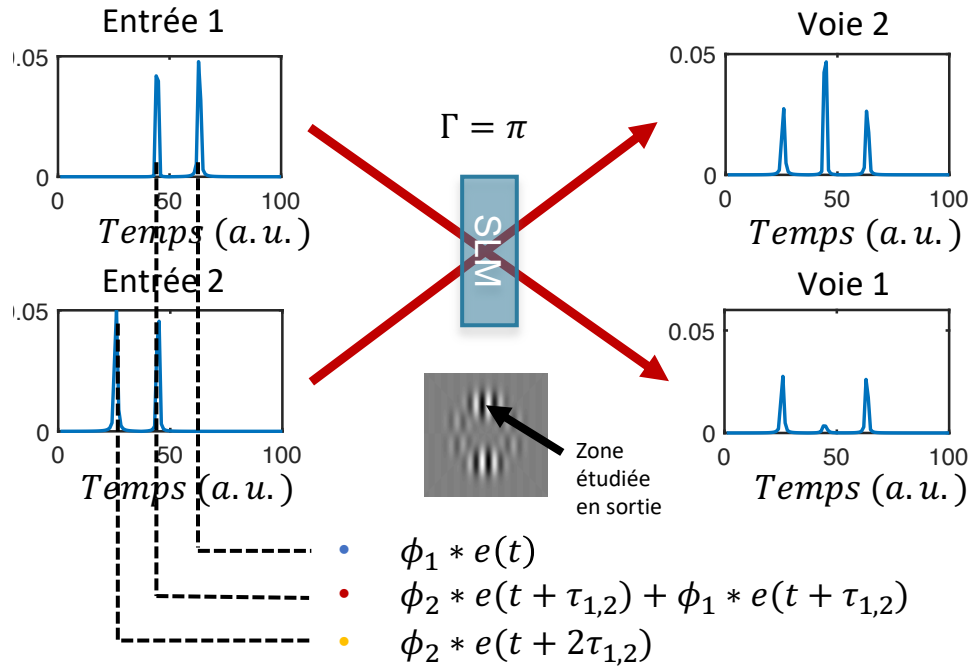 Entrée 1
0.05
0
0
50
100
Temps (a. u.)
Entrée 2
0.05
0
0
50
100
Temps (a. u.)
Γ = π
SLM
Zone
étudiée
en sortie
Voie 2
0.05
0
0
50
100
Temps (a. u.)
Voie 1
0.05
0
0
50
100
Temps (a. u.)
• ϕ₁ * e(t)
• ϕ₂ * e(t + τ₁,₂) + ϕ₁ * e(t + τ₁,₂)
• ϕ₂ * e(t + 2τ₁,₂)